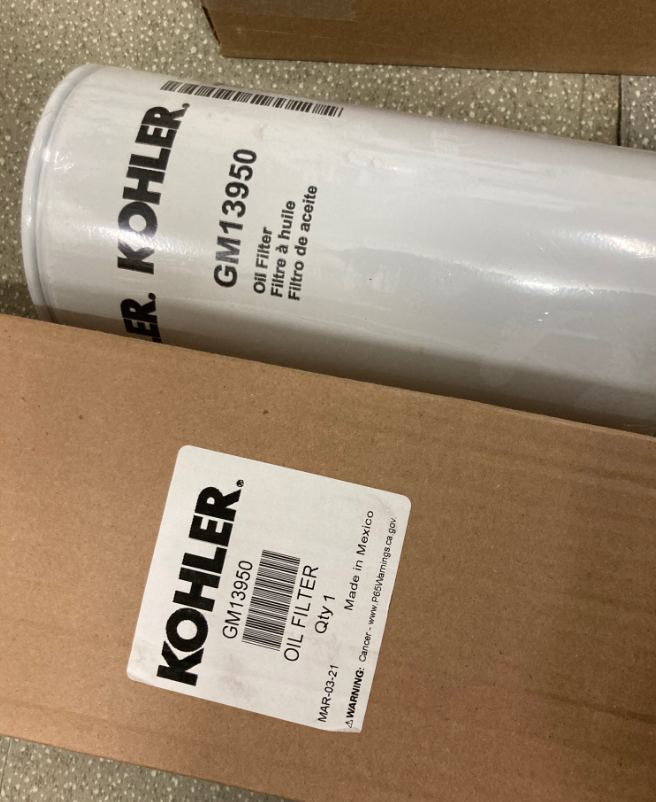 KOHLER.
GM13950
Oil Filter
Filtre à huile
Filtro de aceite
ER.
KOHLER®.
GM13950
OIL FILTER
Qty 1
MAR-03-21 Made in Mexico
⚠WARNING: Cancer - www.P65Warnings.ca.gov.